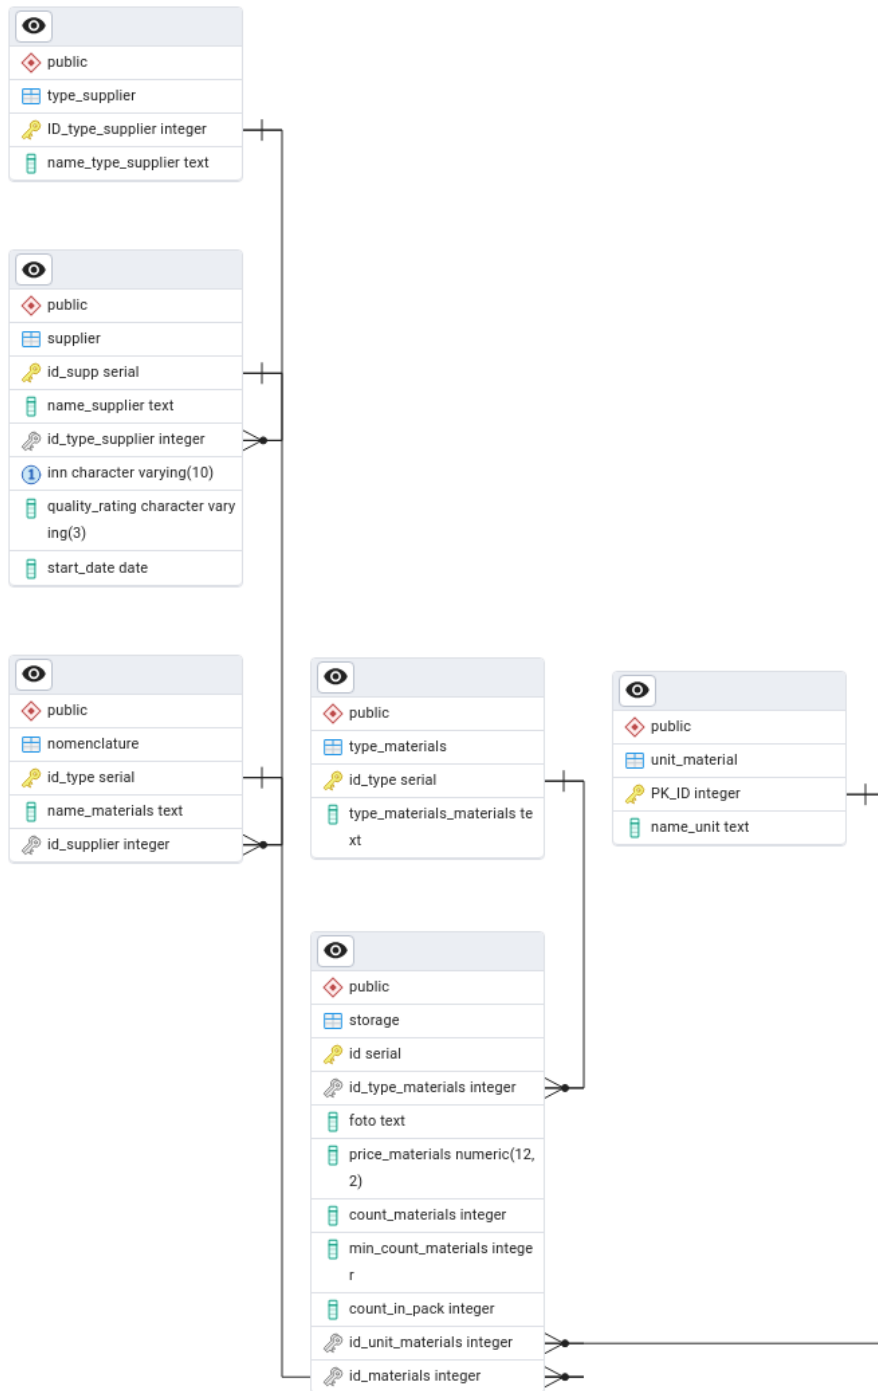 public
type_supplier
ID_type_supplier integer
name_type_supplier text
public
supplier
id_supp serial
name_supplier text
id_type_supplier integer
1 inn character varying(10)
quality_rating character vary
ing(3)
start_date date
public
nomenclature
id_type serial
name_materials text
id_supplier integer
public
type_materials
id_type serial
type_materials_materials te
xt
public
unit_material
PK_ID integer
name_unit text
public
storage
id serial
id_type_materials integer
foto text
price_materials numeric(12,
2)
count_materials integer
min_count_materials intege
r
count_in_pack integer
id_unit_materials integer
id_materials integer